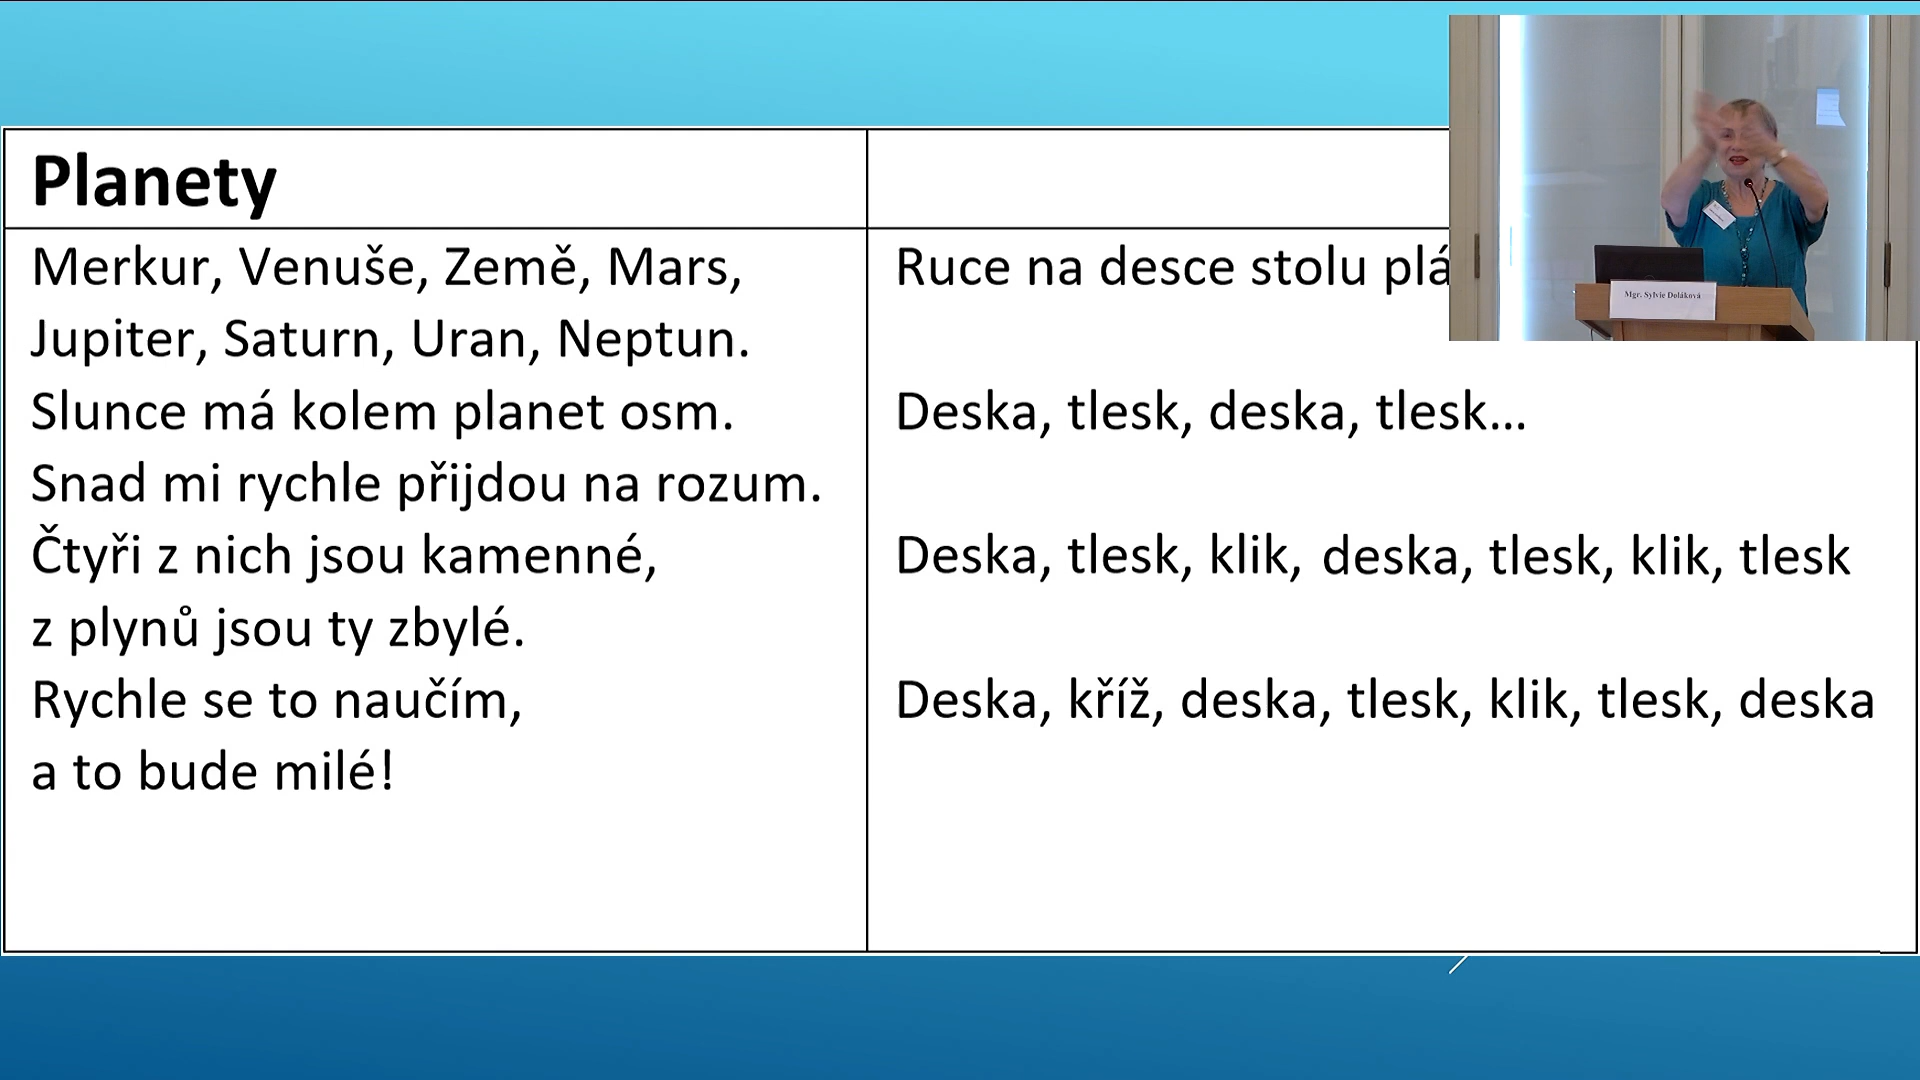 Planety
Merkur, Venuše, Země, Mars,
Jupiter, Saturn, Uran, Neptun.
Slunce má kolem planet osm.
Snad mi rychle přijdou na rozum.
Čtyři z nich jsou kamenné,
z plynů jsou ty zbylé.
Rychle se to naučím,
a to bude milé!
Ruce na desce stolu
Deska, tlesk, deska, tlesk...
Deska, tlesk, klik, deska, tlesk, klik, tlesk
Deska, kříž, deska, tlesk, klik, tlesk, deska
Mgr. Sylvie Doláková